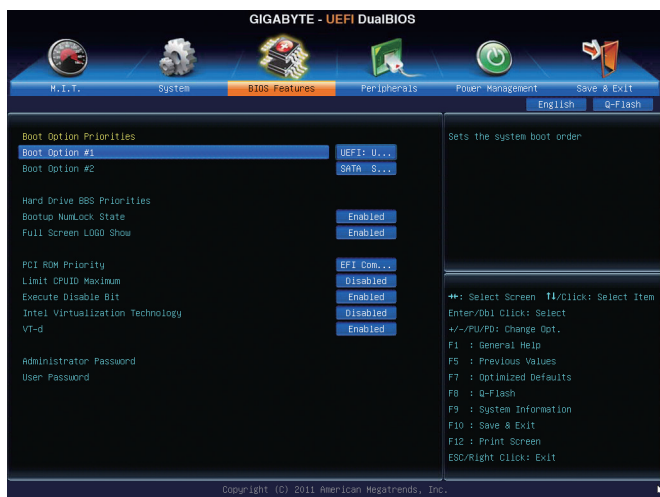 GIGABYTE - UEFI DualBIOS
M.I.T. System BIOS Features Peripherals Power Management Save & Exit
English Q-Flash
Boot Option Priorities
Boot Option #1 UEFI: U...
Boot Option #2 SATA S...
Hard Drive BBS Priorities
Bootup NumLock State Enabled
Full Screen LOGO Show Enabled
PCI ROM Priority EFI Com...
Limit CPUID Maximum Disabled
Execute Disable Bit Enabled
Intel Virtualization Technology Disabled
VT-d Enabled
Administrator Password
User Password
Sets the system boot order
→←: Select Screen ↑↓/Click: Select Item
Enter/Dbl Click: Select
+/-/PU/PD: Change Opt.
F1 : General Help
F5 : Previous Values
F7 : Optimized Defaults
F8 : Q-Flash
F9 : System Information
F10 : Save & Exit
F12 : Print Screen
ESC/Right Click: Exit
Copyright (C) 2011 American Megatrends, Inc.